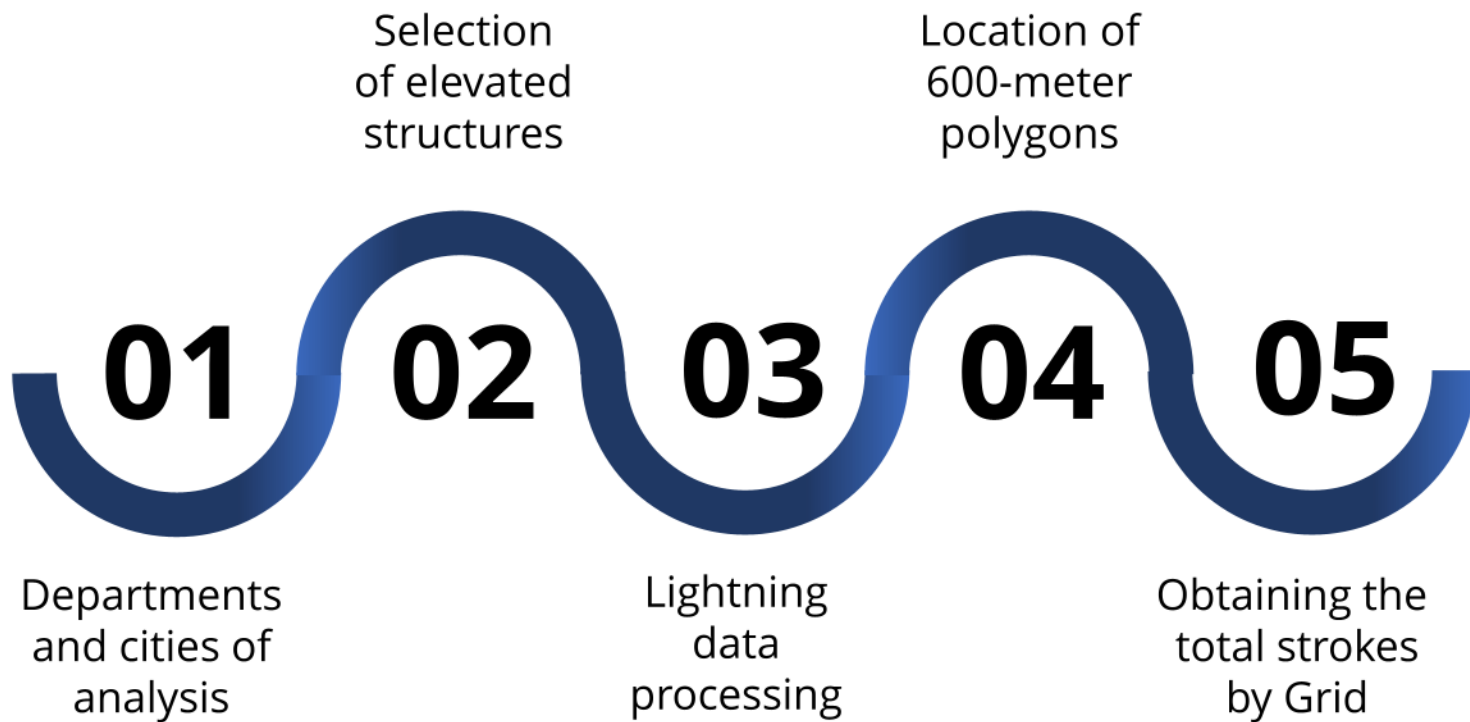 01
Departments
and cities of
analysis
02
Selection
of elevated
structures
03
Lightning
data
processing
04
Location of
600-meter
polygons
05
Obtaining the
total strokes
by Grid